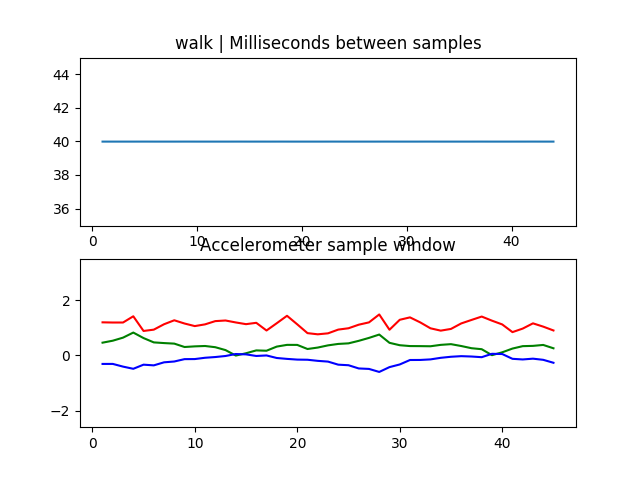 walk | Milliseconds between samples
44
42
40
38
36
0 10 20 30 40
Accelerometer sample window
2
0
−2
0 10 20 30 40